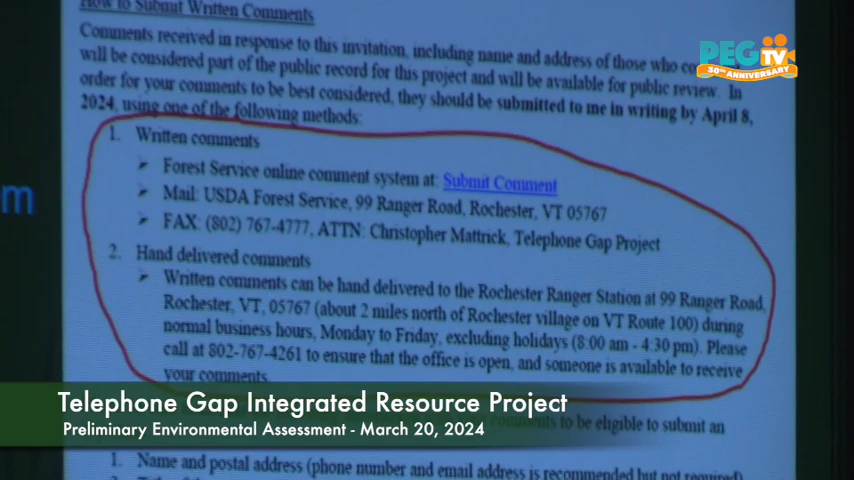 How to Submit Written Comments
Comments received in response to this invitation, including name and address of those who
will be considered part of the public record for this project and will be available for public review. In
order for your comments to be best considered, they should be submitted to me in writing by April 8,
2024, using one of the following methods:
1. Written comments
➢ Forest Service online comment system at: Submit Comment
➢ Mail: USDA Forest Service, 99 Ranger Road, Rochester, VT 05767
➢ FAX: (802) 767-4777, ATTN: Christopher Mattrick, Telephone Gap Project
2. Hand delivered comments
➢ Written comments can be hand delivered to the Rochester Ranger Station at 99 Ranger Road,
Rochester, VT, 05767 (about 2 miles north of Rochester village on VT Route 100) during
normal business hours, Monday to Friday, excluding holidays (8:00 am - 4:30 pm). Please
call at 802-767-4261 to ensure that the office is open, and someone is available to receive
your comments.
to be eligible to submit an
1. Name and postal address (phone number and email address is recommended but not required)
m
PEGTV
30TH ANNIVERSARY
Telephone Gap Integrated Resource Project
Preliminary Environmental Assessment - March 20, 2024